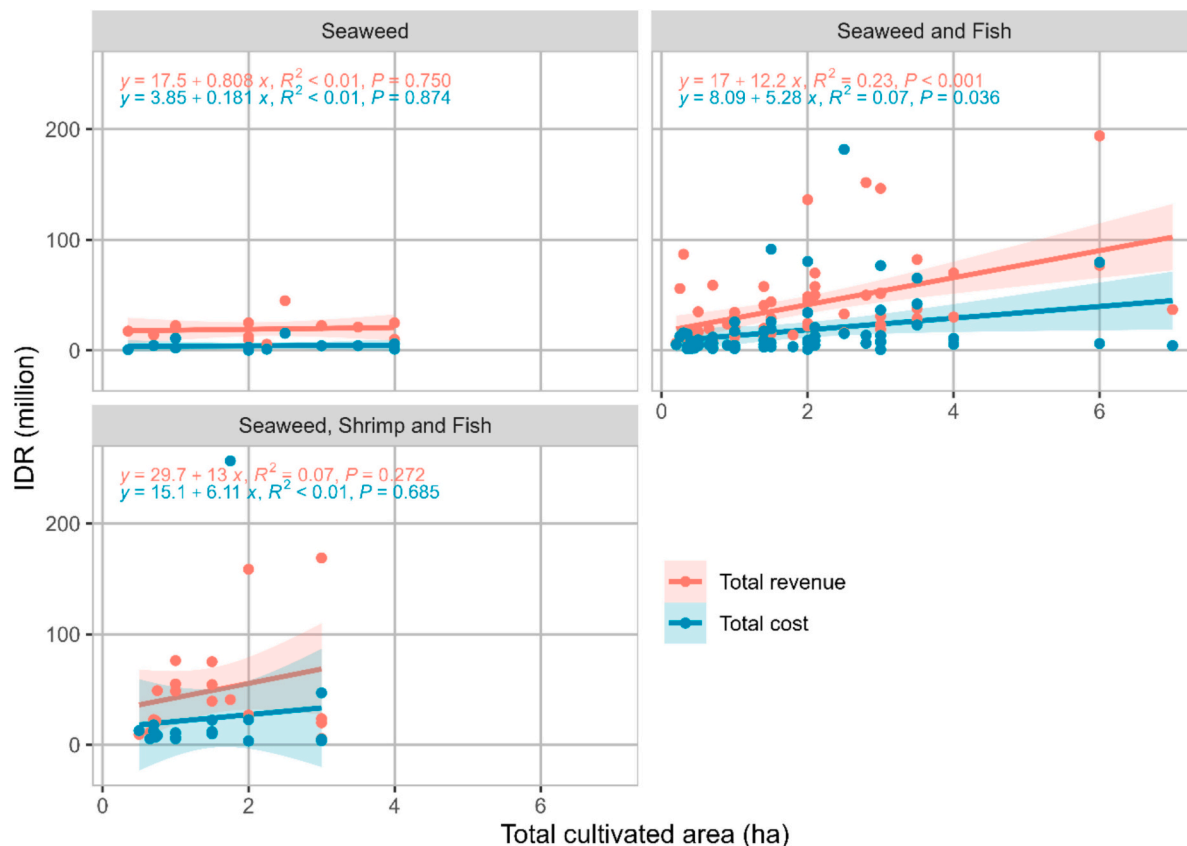 Seaweed
Seaweed and Fish
y = 17.5 + 0.808 x, R² < 0.01, P = 0.750
y = 3.85 + 0.181 x, R² < 0.01, P = 0.874
y = 17 + 12.2 x, R² = 0.23, P < 0.001
y = 8.09 + 5.28 x, R² = 0.07, P = 0.036
200
100
0
0 2 4 6
Seaweed, Shrimp and Fish
y = 29.7 + 13 x, R² = 0.07, P = 0.272
y = 15.1 + 6.11 x, R² < 0.01, P = 0.685
200
100
0
0 2 4 6
IDR (million)
Total cultivated area (ha)
Total revenue
Total cost